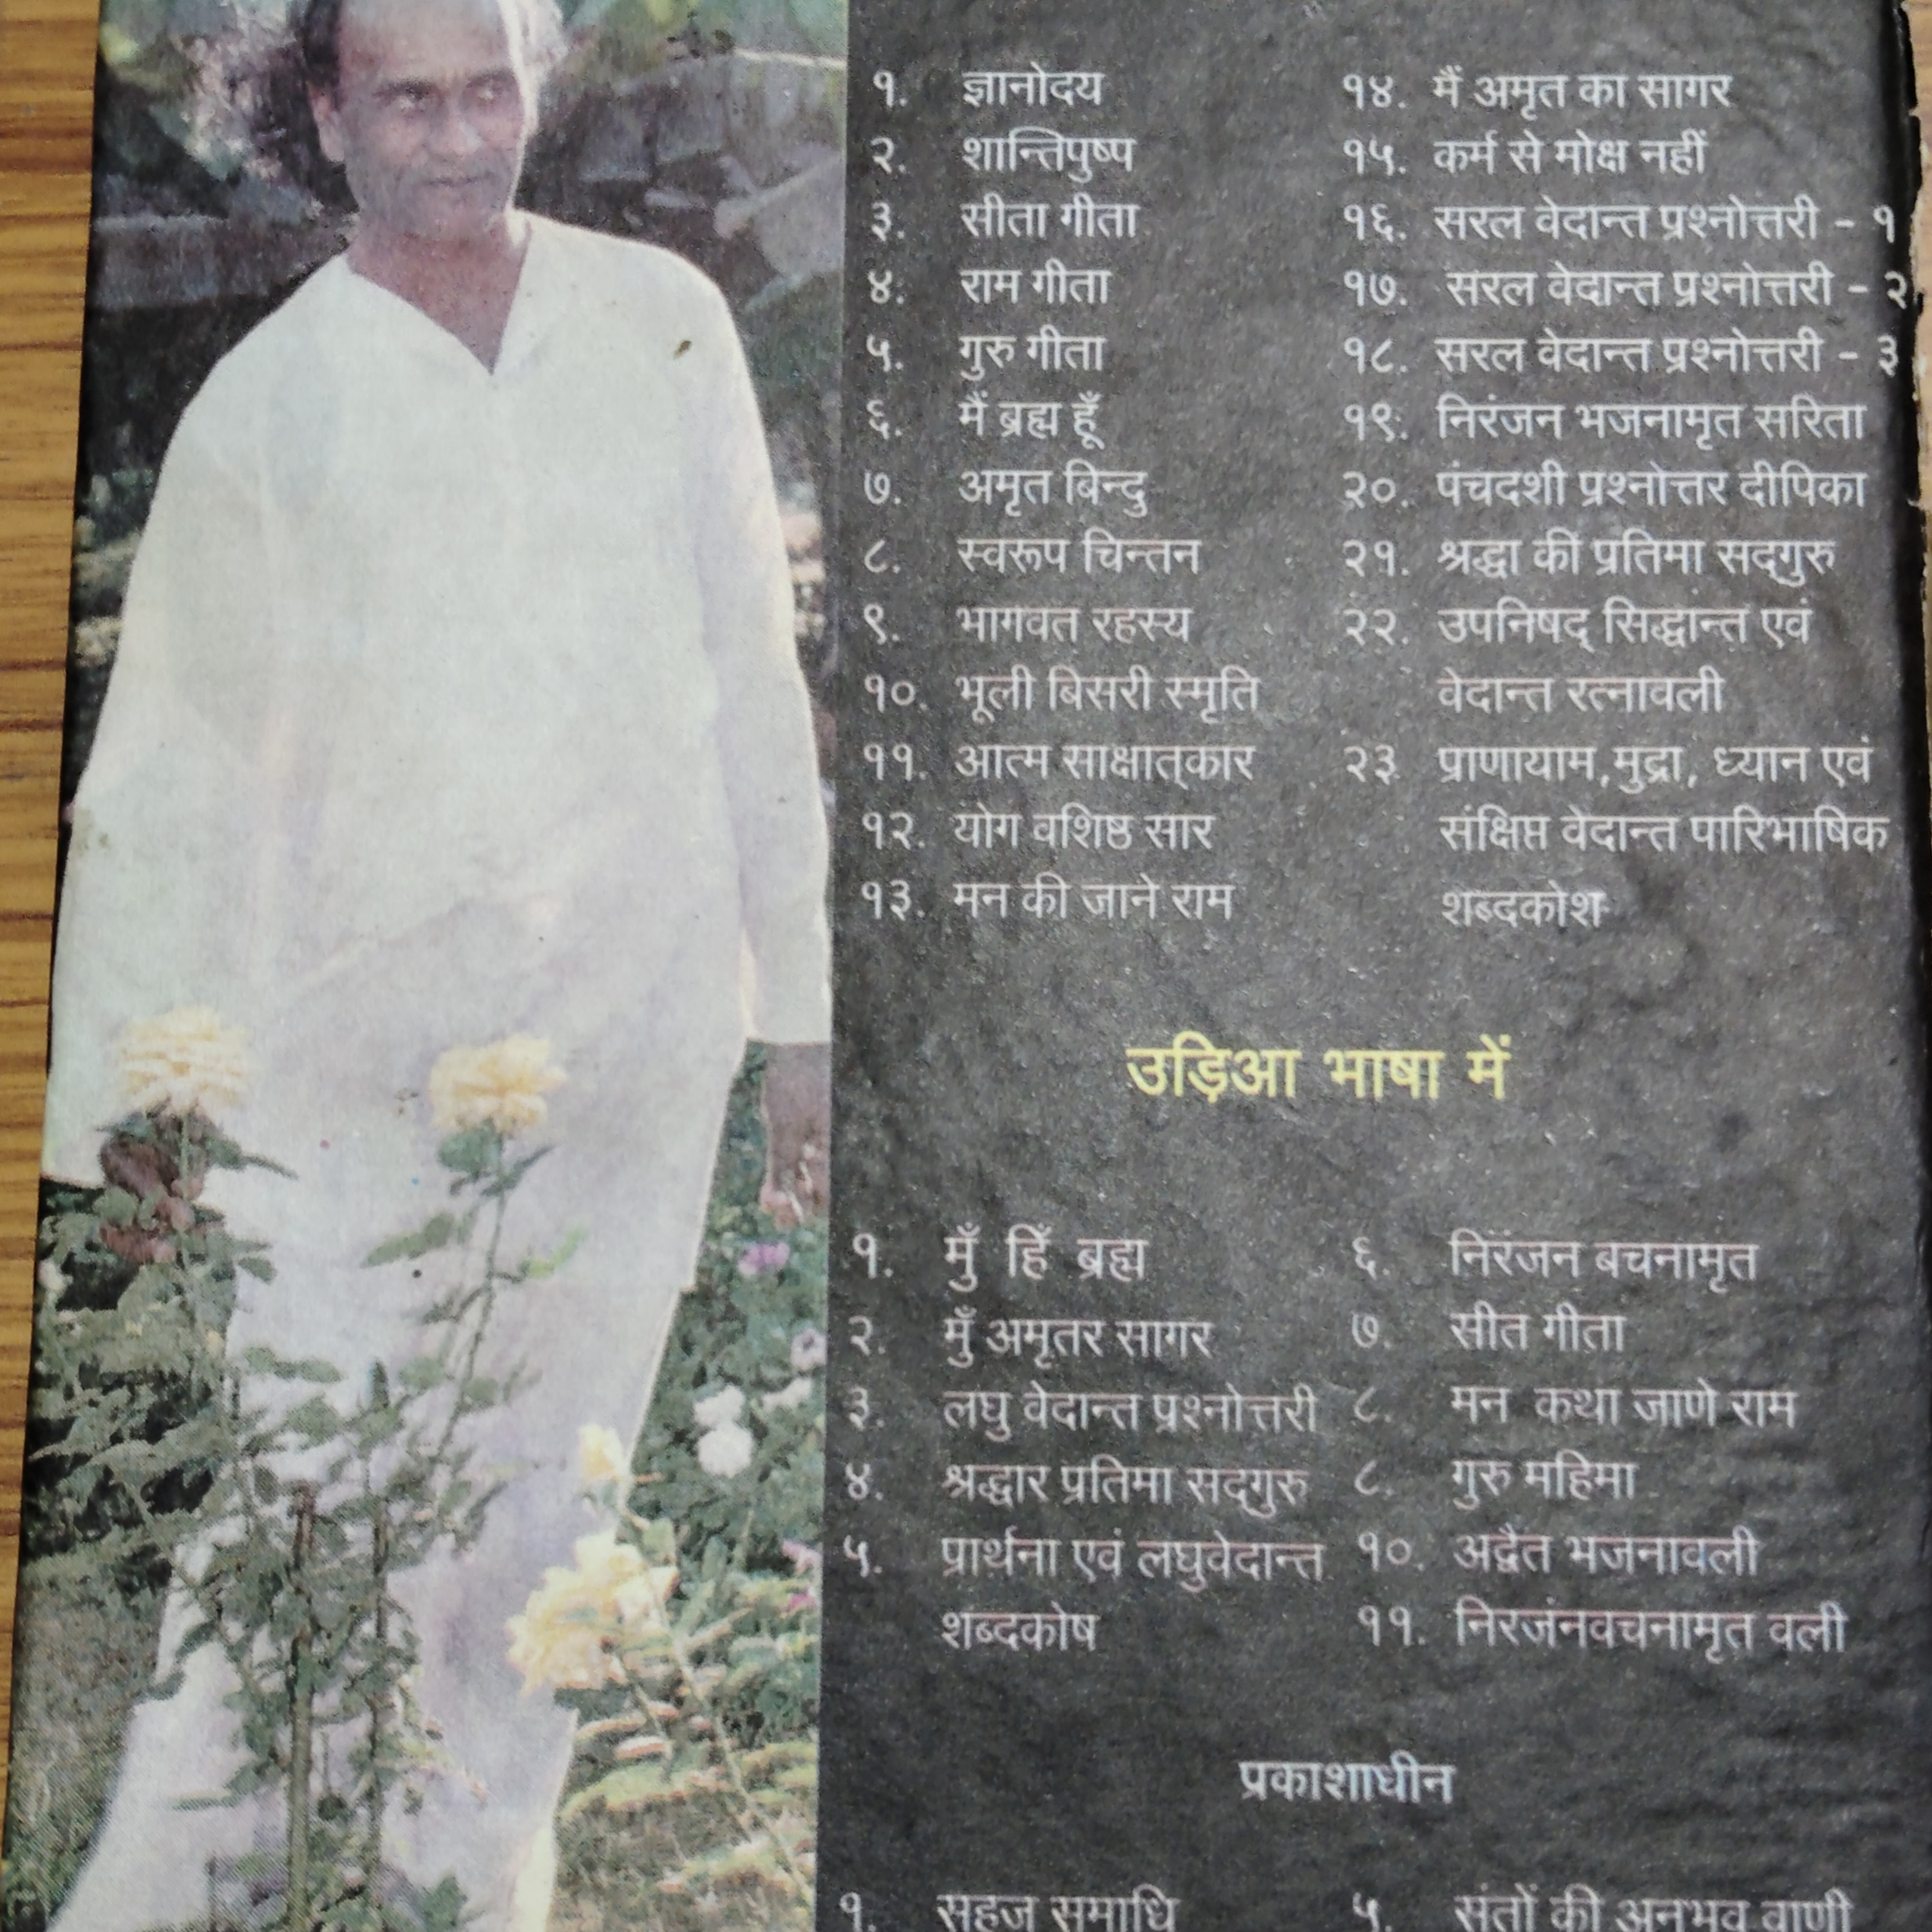 १. ज्ञानोदय
२. शान्तिपुष्प
३. सीता गीता
४. राम गीता
५. गुरु गीता
६. मैं ब्रह्म हूँ
७. अमृत बिन्दु
८. स्वरूप चिन्तन
९. भागवत रहस्य
१०. भूली बिसरी स्मृति
११. आत्म साक्षात्कार
१२. योग वशिष्ठ सार
१३. मन की जाने राम
१४. मैं अमृत का सागर
१५. कर्म से मोक्ष नहीं
१६. सरल वेदान्त प्रश्नोत्तरी - १
१७. सरल वेदान्त प्रश्नोत्तरी - २
१८. सरल वेदान्त प्रश्नोत्तरी - ३
१९. निरंजन भजनामृत सरिता
२०. पंचदशी प्रश्नोत्तर दीपिका
२१. श्रद्धा की प्रतिमा सद्‌गुरु
२२. उपनिषद् सिद्धान्त एवं
वेदान्त रत्नावली
२३. प्राणायाम,मुद्रा, ध्यान एवं
संक्षिप्त वेदान्त पारिभाषिक
शब्दकोश
उड़िआ भाषा में
१. मुँ हिँ ब्रह्म
२. मुँ अमृतर सागर
३. लघु वेदान्त प्रश्नोत्तरी
४. श्रद्धार प्रतिमा सद्‌गुरु
५. प्रार्थना एवं लघुवेदान्त
शब्दकोष
६. निरंजन बचनामृत
७. सीत गीता
८. मन कथा जाणे राम
८. गुरु महिमा
१०. अद्वैत भजनावली
११. निरजंनवचनामृत वली
प्रकाशाधीन
१. सहज समाधि
५. संतों की अनुभव वाणी